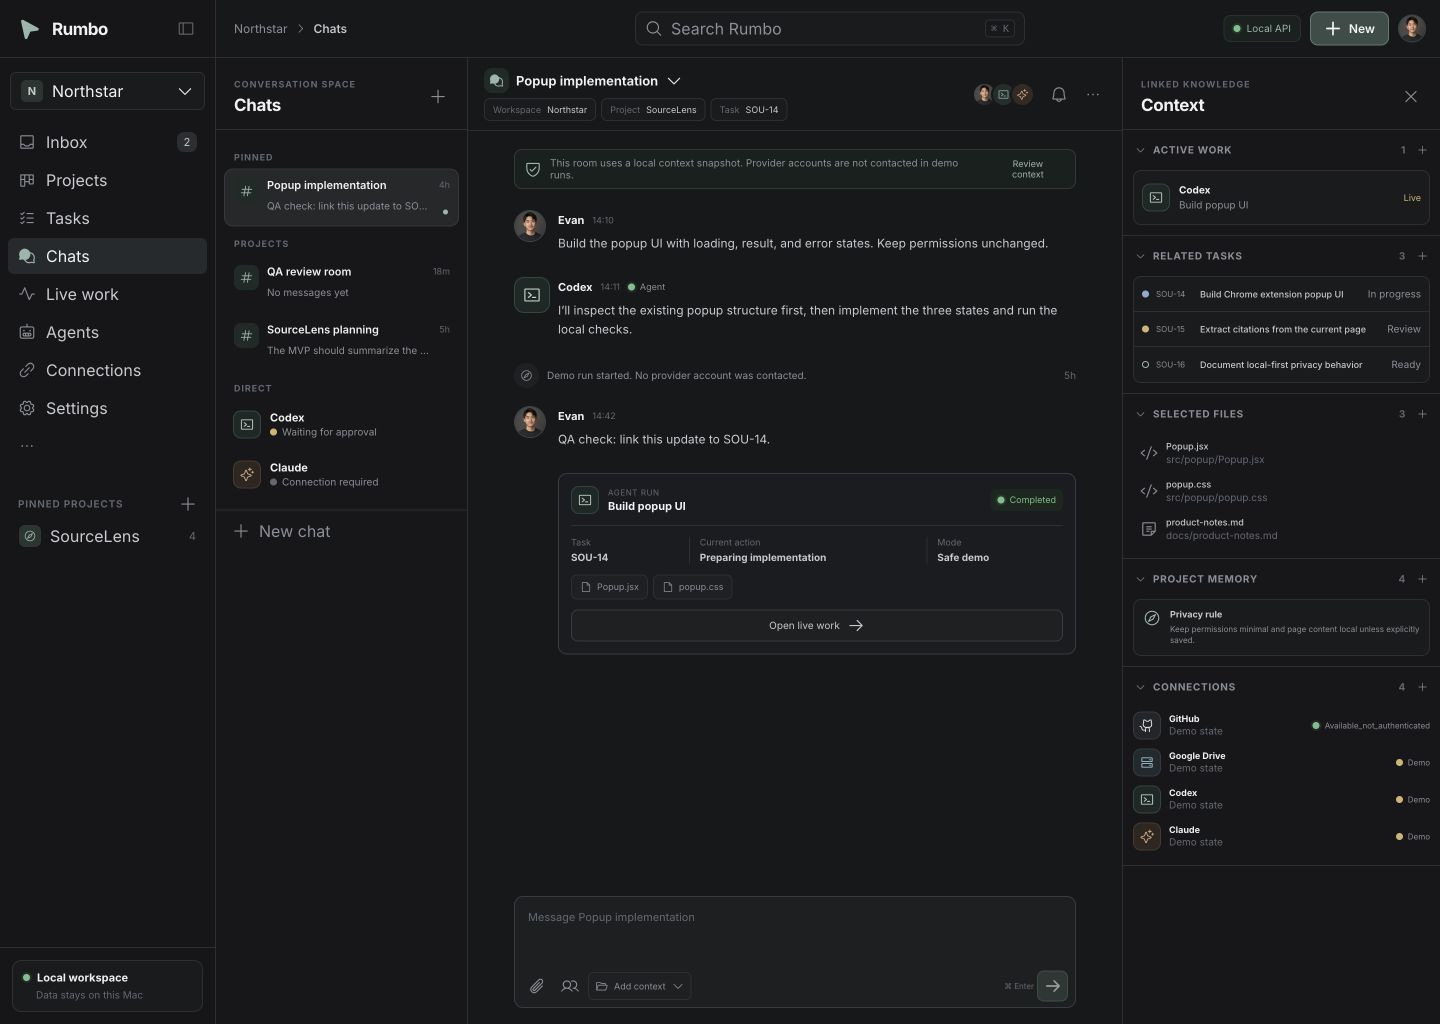 Rumbo
Northstar > Chats
Search Rumbo
⌘ K
Local API
New
N Northstar
Inbox 2
Projects
Tasks
Chats
Live work
Agents
Connections
Settings
...
PINNED PROJECTS
SourceLens 4
Local workspace
Data stays on this Mac
CONVERSATION SPACE
Chats
PINNED
# Popup implementation 4h
QA check: link this update to SO...
PROJECTS
# QA review room 18m
No messages yet
# SourceLens planning 5h
The MVP should summarize the ...
DIRECT
Codex
Waiting for approval
Claude
Connection required
New chat
Popup implementation
Workspace Northstar
Project SourceLens
Task SOU-14
...
This room uses a local context snapshot. Provider accounts are not contacted in demo
runs.
Review
context
Evan 14:10
Build the popup UI with loading, result, and error states. Keep permissions unchanged.
Codex 14:11 Agent
I'll inspect the existing popup structure first, then implement the three states and run the
local checks.
Demo run started. No provider account was contacted. 5h
Evan 14:42
QA check: link this update to SOU-14.
AGENT RUN
Build popup UI
Completed
Task
SOU-14
Current action
Preparing implementation
Mode
Safe demo
Popup.jsx
popup.css
Open live work
Message Popup implementation
Add context
⌘ Enter
LINKED KNOWLEDGE
Context
ACTIVE WORK 1
Codex
Build popup UI
Live
RELATED TASKS 3
SOU-14 Build Chrome extension popup UI In progress
SOU-15 Extract citations from the current page Review
SOU-16 Document local-first privacy behavior Ready
SELECTED FILES 3
Popup.jsx
src/popup/Popup.jsx
popup.css
src/popup/popup.css
product-notes.md
docs/product-notes.md
PROJECT MEMORY 4
Privacy rule
Keep permissions minimal and page content local unless explicitly
saved.
CONNECTIONS 4
GitHub
Demo state
Available_not_authenticated
Google Drive
Demo state
Demo
Codex
Demo state
Demo
Claude
Demo state
Demo